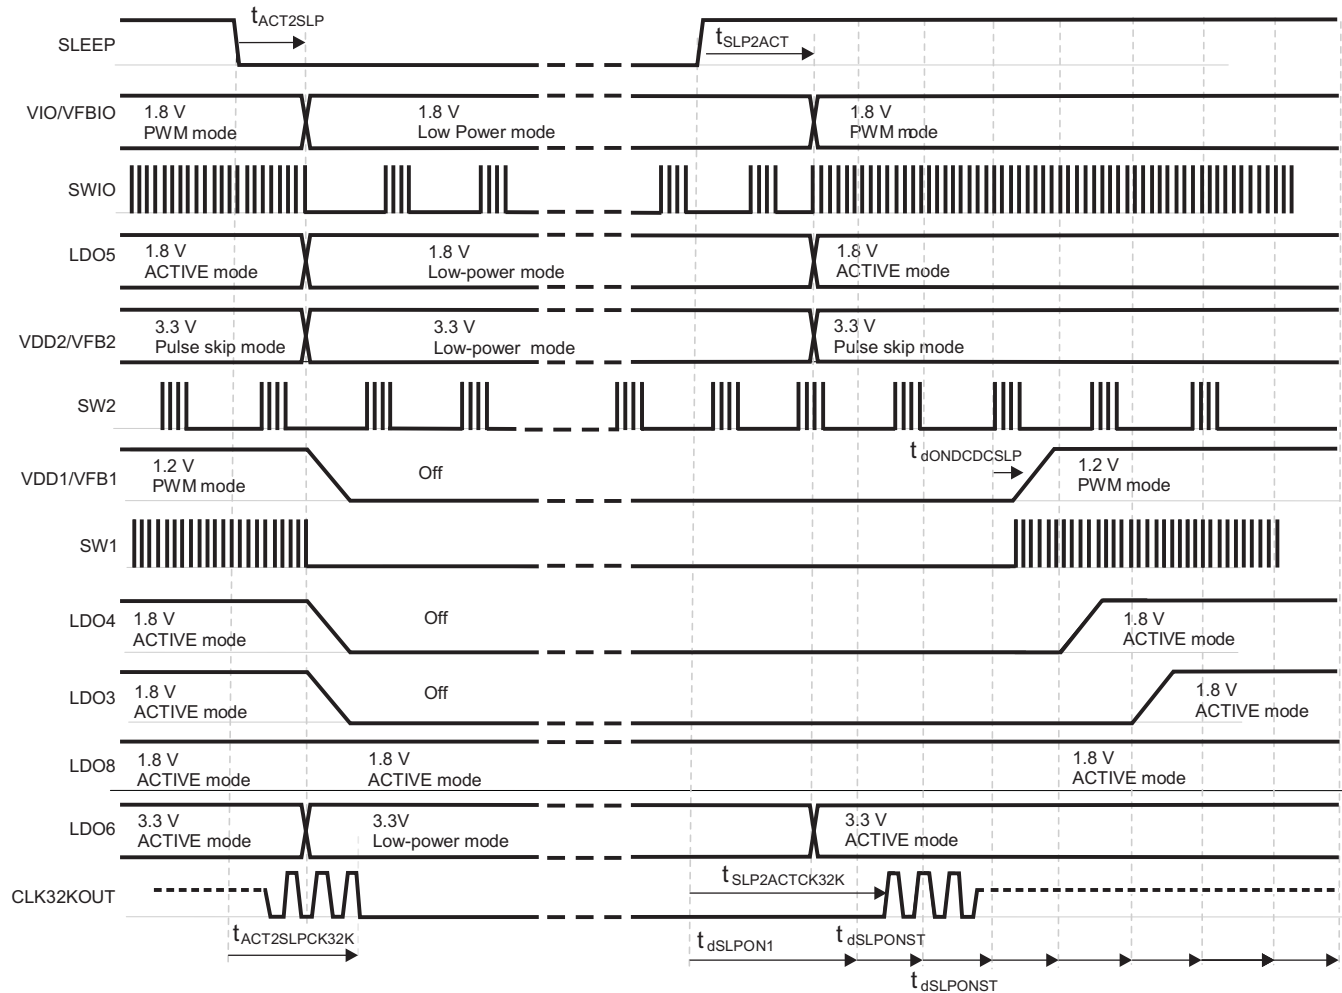 tACT2SLP
SLEEP
tSLP2ACT
VIO/VFBIO
1.8 V
PWM mode
1.8 V
Low Power mode
1.8 V
PWM mode
SWIO
LDO5
1.8 V
ACTIVE mode
1.8 V
Low-power mode
1.8 V
ACTIVE mode
VDD2/VFB2
3.3 V
Pulse skip mode
3.3 V
Low-power mode
3.3 V
Pulse skip mode
SW2
VDD1/VFB1
1.2 V
PWM mode
Off
tdONDCDCSLP
1.2 V
PWM mode
SW1
LDO4
1.8 V
ACTIVE mode
Off
1.8 V
ACTIVE mode
LDO3
1.8 V
ACTIVE mode
Off
1.8 V
ACTIVE mode
LDO8
1.8 V
ACTIVE mode
1.8 V
ACTIVE mode
1.8 V
ACTIVE mode
LDO6
3.3 V
ACTIVE mode
3.3V
Low-power mode
3.3 V
ACTIVE mode
CLK32KOUT
tSLP2ACTCK32K
tACT2SLPCK32K
tdSLPON1
tdSLPONST
tdSLPONST